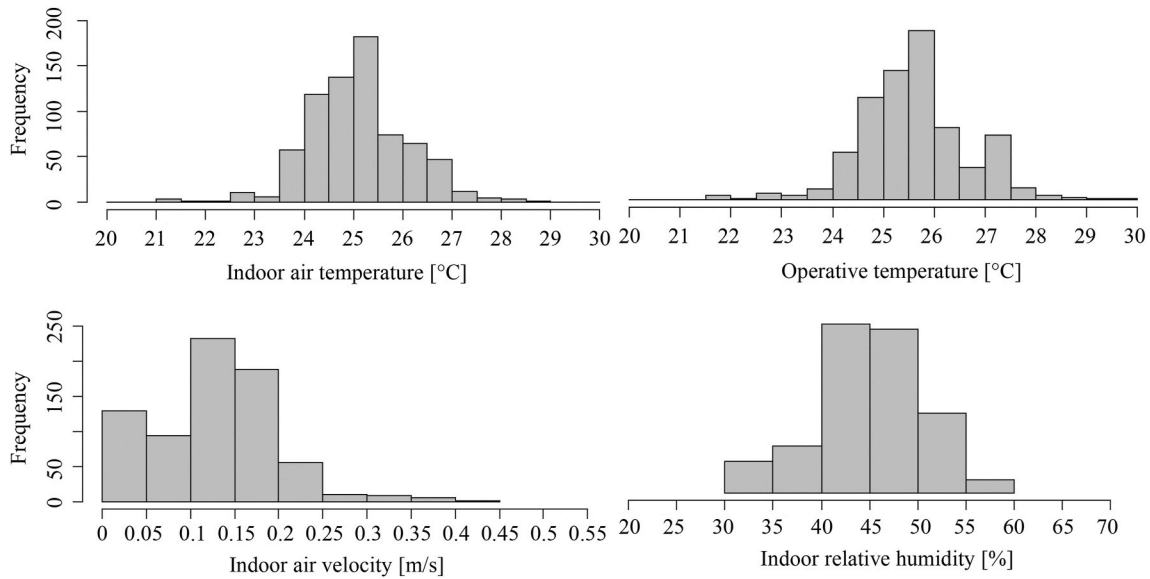 Frequency
200
150
100
50
0
20 21 22 23 24 25 26 27 28 29 30
Indoor air temperature [°C]
20 21 22 23 24 25 26 27 28 29 30
Operative temperature [°C]
Frequency
250
150
50
0
0 0.05 0.1 0.15 0.2 0.25 0.3 0.35 0.4 0.45 0.5 0.55
Indoor air velocity [m/s]
20 25 30 35 40 45 50 55 60 65 70
Indoor relative humidity [%]